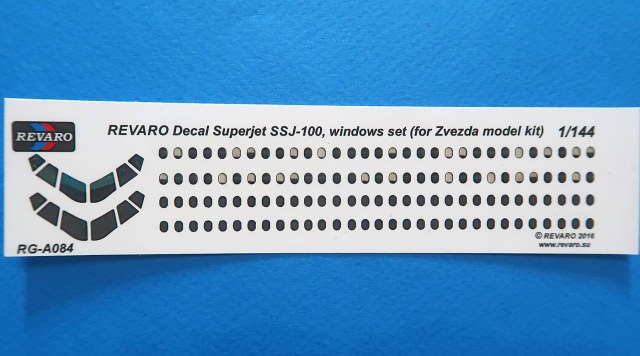 REVARO
REVARO Decal Superjet SSJ-100, windows set (for Zvezda model kit) 1/144
RG-A084
© REVARO 2016
www.revaro.su